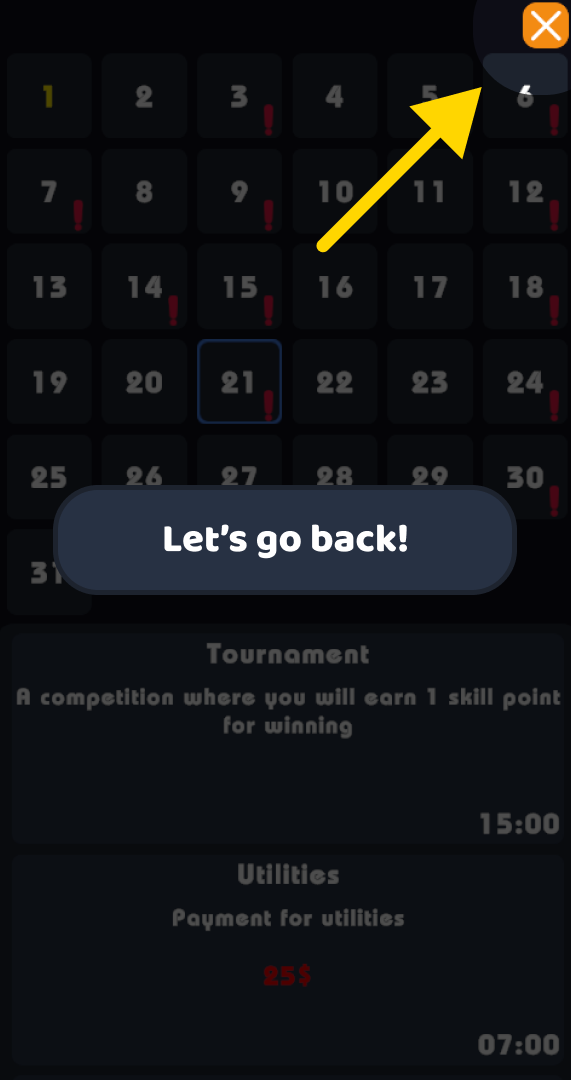 1 2 3 4 5 6
7 8 9 10 11 12
13 14 15 16 17 18
19 20 21 22 23 24
25 26 27 28 29 30
Let's go back!
31
Tournament
A competition where you will earn 1 skill point
for winning
15:00
Utilities
Payment for utilities
25$
07:00